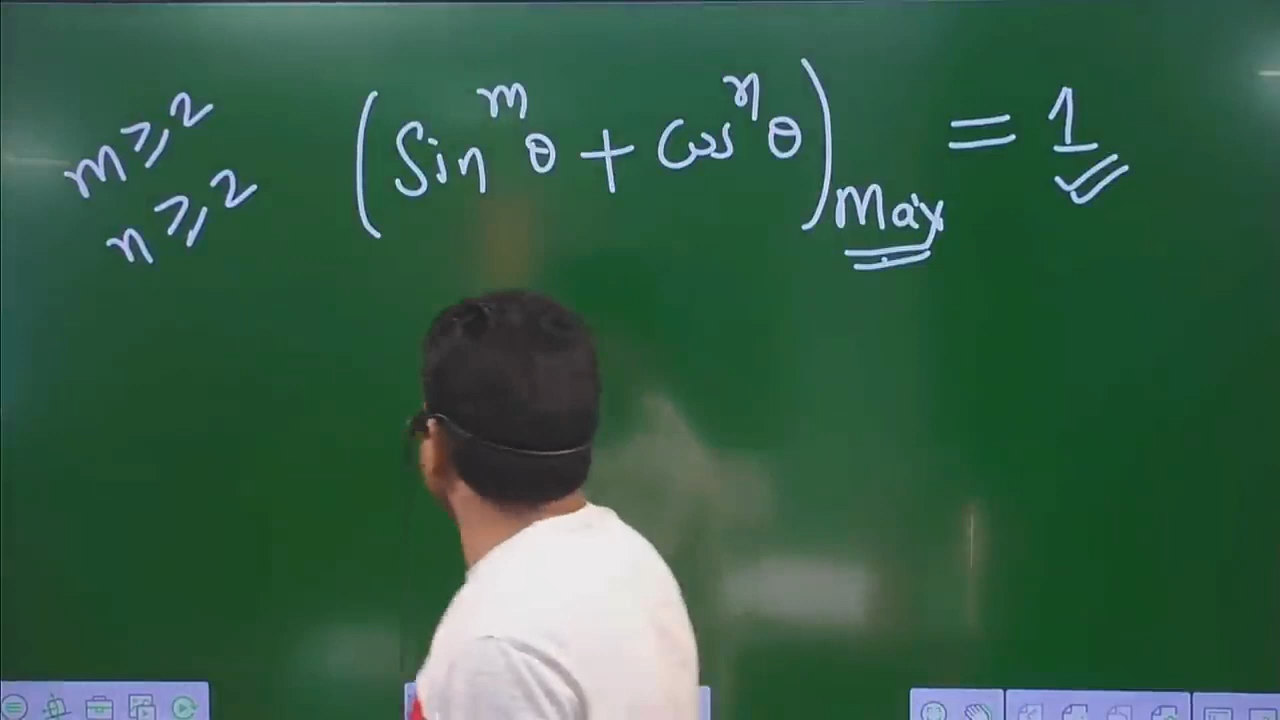 m ≥ 2
n ≥ 2
(Sin^m θ + Cos^n θ)_Max = 1